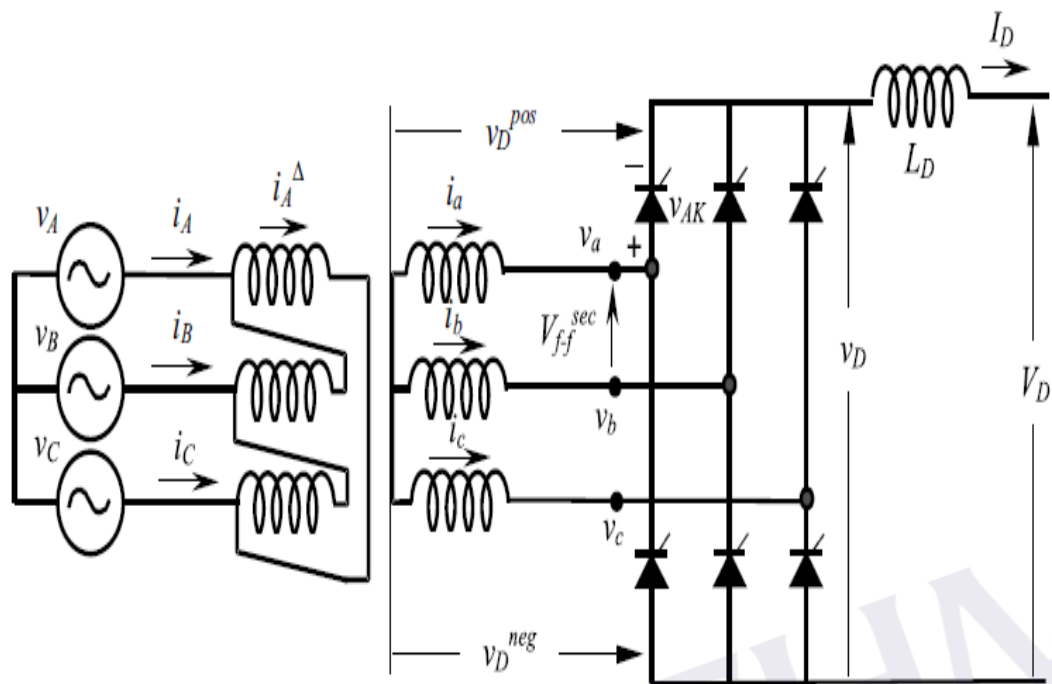 I_D
v_D^pos
L_D
i_A^Δ
i_a
v_AK
v_A
i_A
v_a
−
+
i_b
V_f-f^sec
v_B
i_B
v_D
V_D
v_b
i_c
v_C
i_C
v_c
v_D^neg